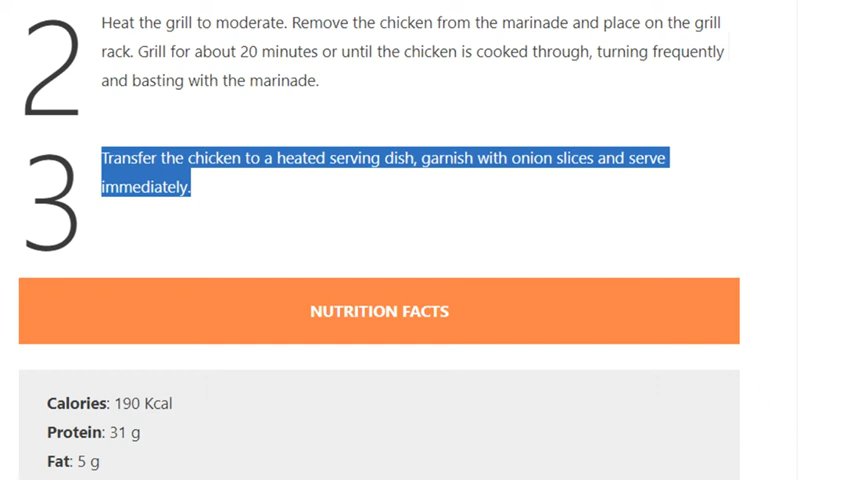 2
Heat the grill to moderate. Remove the chicken from the marinade and place on the grill
rack. Grill for about 20 minutes or until the chicken is cooked through, turning frequently
and basting with the marinade.
3
Transfer the chicken to a heated serving dish, garnish with onion slices and serve
immediately.
NUTRITION FACTS
Calories: 190 Kcal
Protein: 31 g
Fat: 5 g